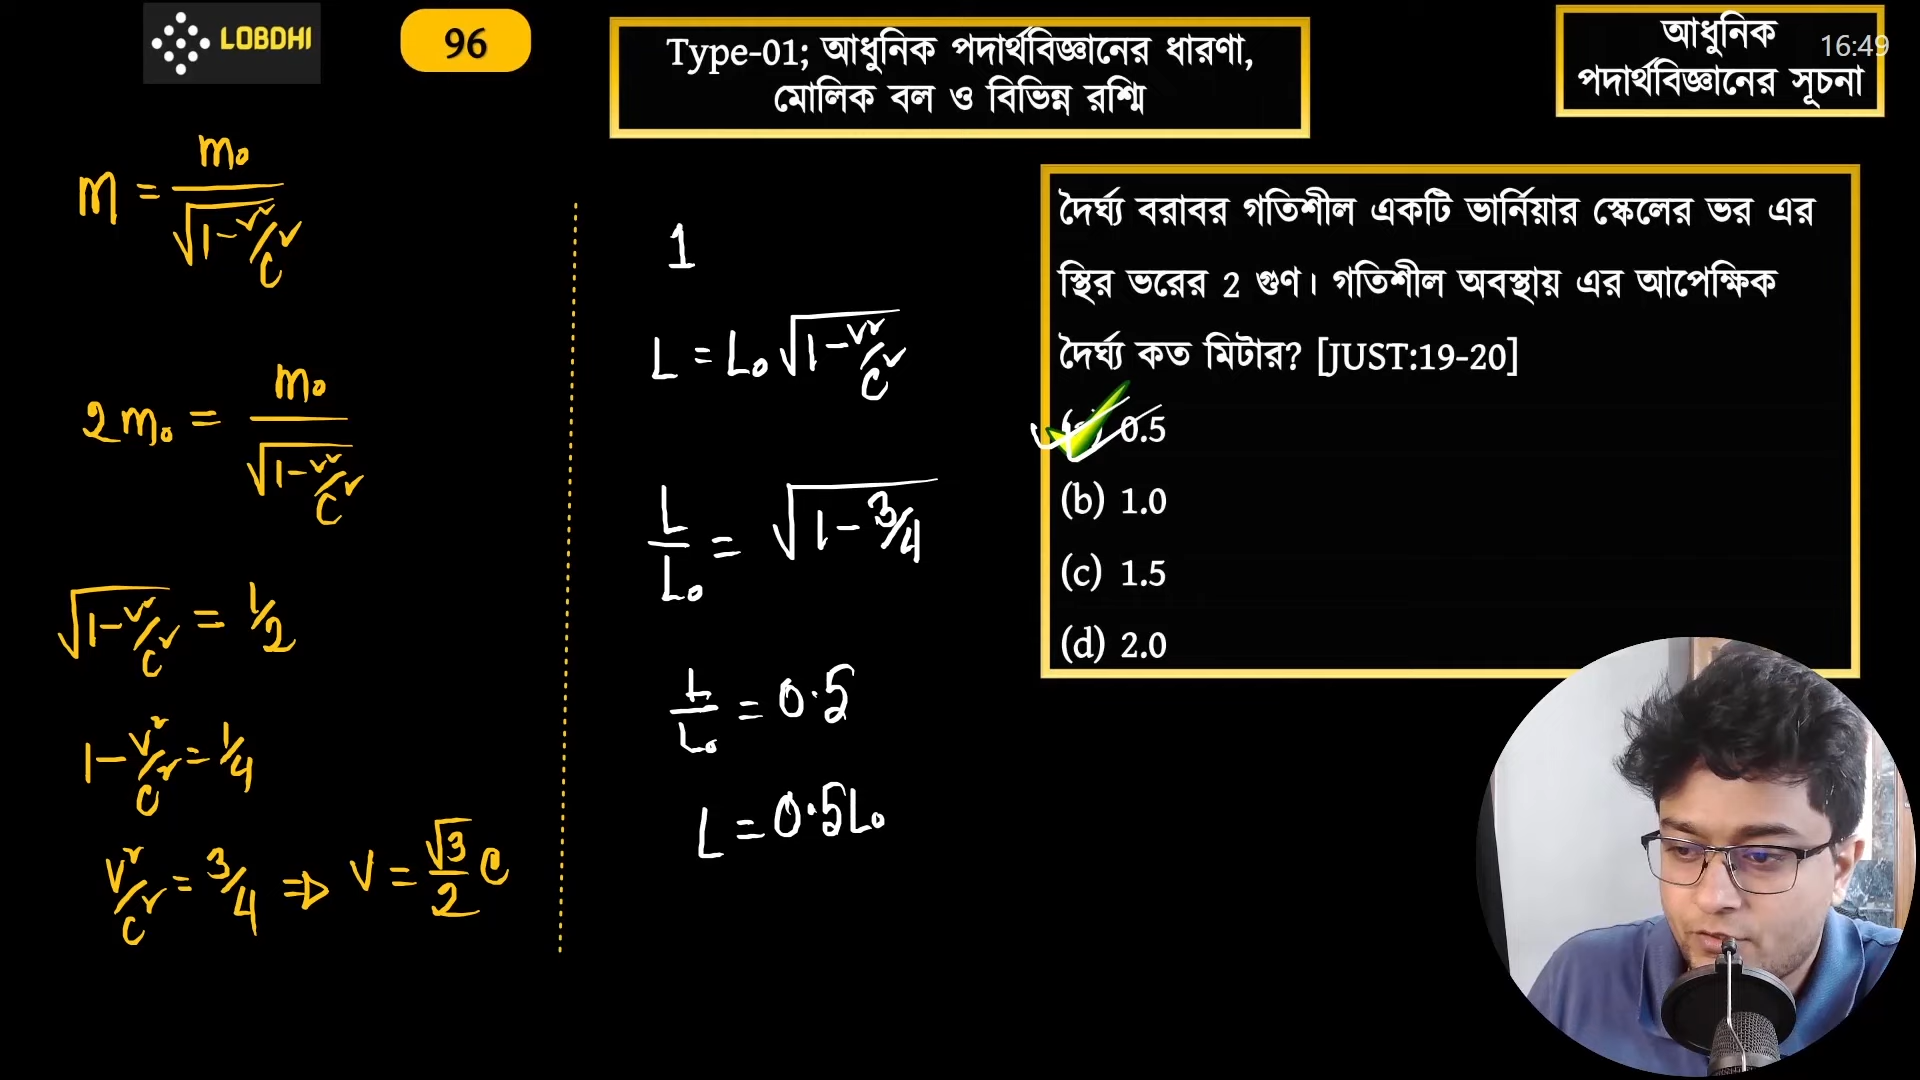 LOBDHI
96
Type-01; আধুনিক পদার্থবিজ্ঞানের ধারণা,
মোলিক বল ও বিভিন্ন রশ্মি
আধুনিক
16:49
পদার্থবিজ্ঞানের সূচনা
m = m₀/√(1-v²/c²)
2m₀ = m₀/√(1-v²/c²)
√(1-v²/c²) = 1/2
1-v²/c² = 1/4
v²/c² = 3/4 ⇒ v = √3/2 c
1
L = L₀√(1-v²/c²)
L/L₀ = √(1-3/4)
L/L₀ = 0.5
L = 0.5L₀
দৈর্ঘ্য বরাবর গতিশীল একটি ভার্নিয়ার স্কেলের ভর এর
স্থির ভরের 2 গুণ। গতিশীল অবস্থায় এর আপেক্ষিক
দৈর্ঘ্য কত মিটার? [JUST:19-20]
0.5
(b) 1.0
(c) 1.5
(d) 2.0